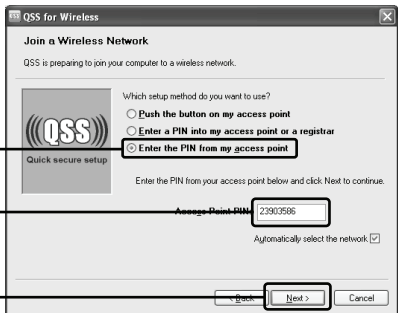 QSS for Wireless
Join a Wireless Network
QSS is preparing to join your computer to a wireless network.
Which setup method do you want to use?
Push the button on my access point
Enter a PIN into my access point or a registrar
Enter the PIN from my access point
((QSS))
Quick secure setup
Enter the PIN from your access point below and click Next to continue.
Access Point PIN: 23903586
Automatically select the network
< Back Next > Cancel